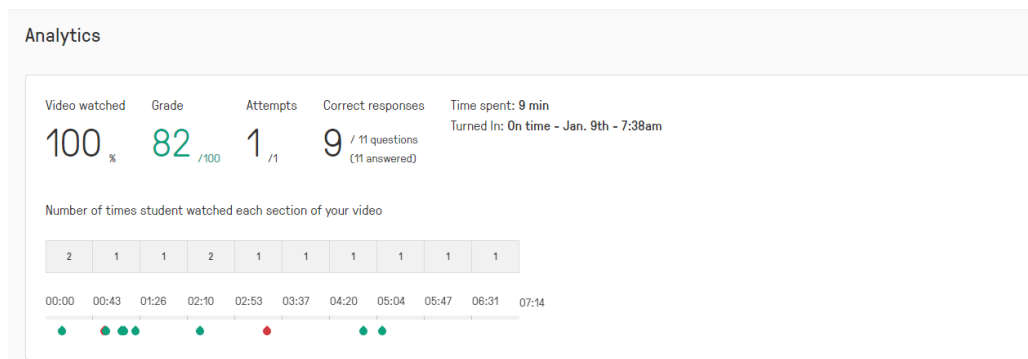 Analytics
Video watched Grade Attempts Correct responses Time spent: 9 min
Turned In: On time - Jan. 9th - 7:38am
100 % 82 /100 1 /1 9 / 11 questions
(11 answered)
Number of times student watched each section of your video
2 1 1 2 1 1 1 1 1 1
00:00 00:43 01:26 02:10 02:53 03:37 04:20 05:04 05:47 06:31 07:14